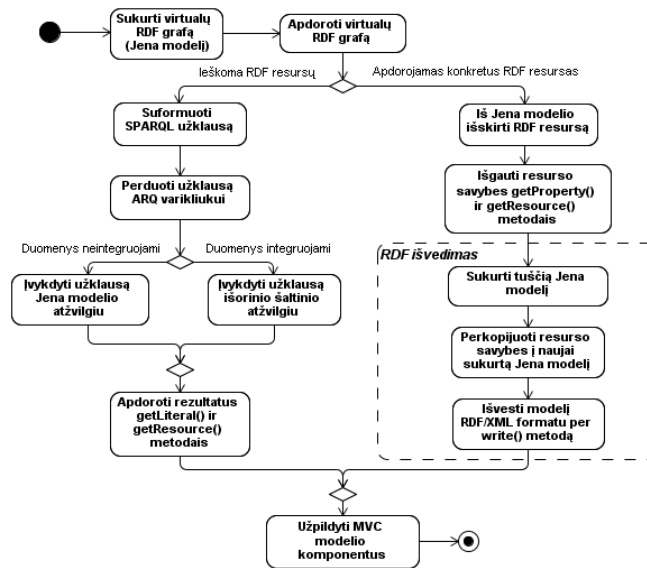 Sukurti virtualų
RDF grafą
(Jena modelį)
Apdoroti virtualų
RDF grafą
Ieškoma RDF resursų
Apdorojamas konkretus RDF resursas
Suformuoti
SPARQL užklausą
Perduoti užklausą
ARQ varikliukui
Duomenys neintegruojami
Duomenys integruojami
Įvykdyti užklausą
Jena modelio
atžvilgiu
Įvykdyti užklausą
išorinio šaltinio
atžvilgiu
Apdoroti rezultatus
getLiteral() ir
getResource()
metodais
Iš Jena modelio
išskirti RDF resursą
Išgauti resurso
savybes getProperty()
ir getResource()
metodais
RDF išvedimas
Sukurti tuščią Jena
modelį
Perkopijuoti resurso
savybes į naujai
sukurtą Jena modelį
Išvesti modelį
RDF/XML formatu per
write() metodą
Užpildyti MVC
modelio
komponentus